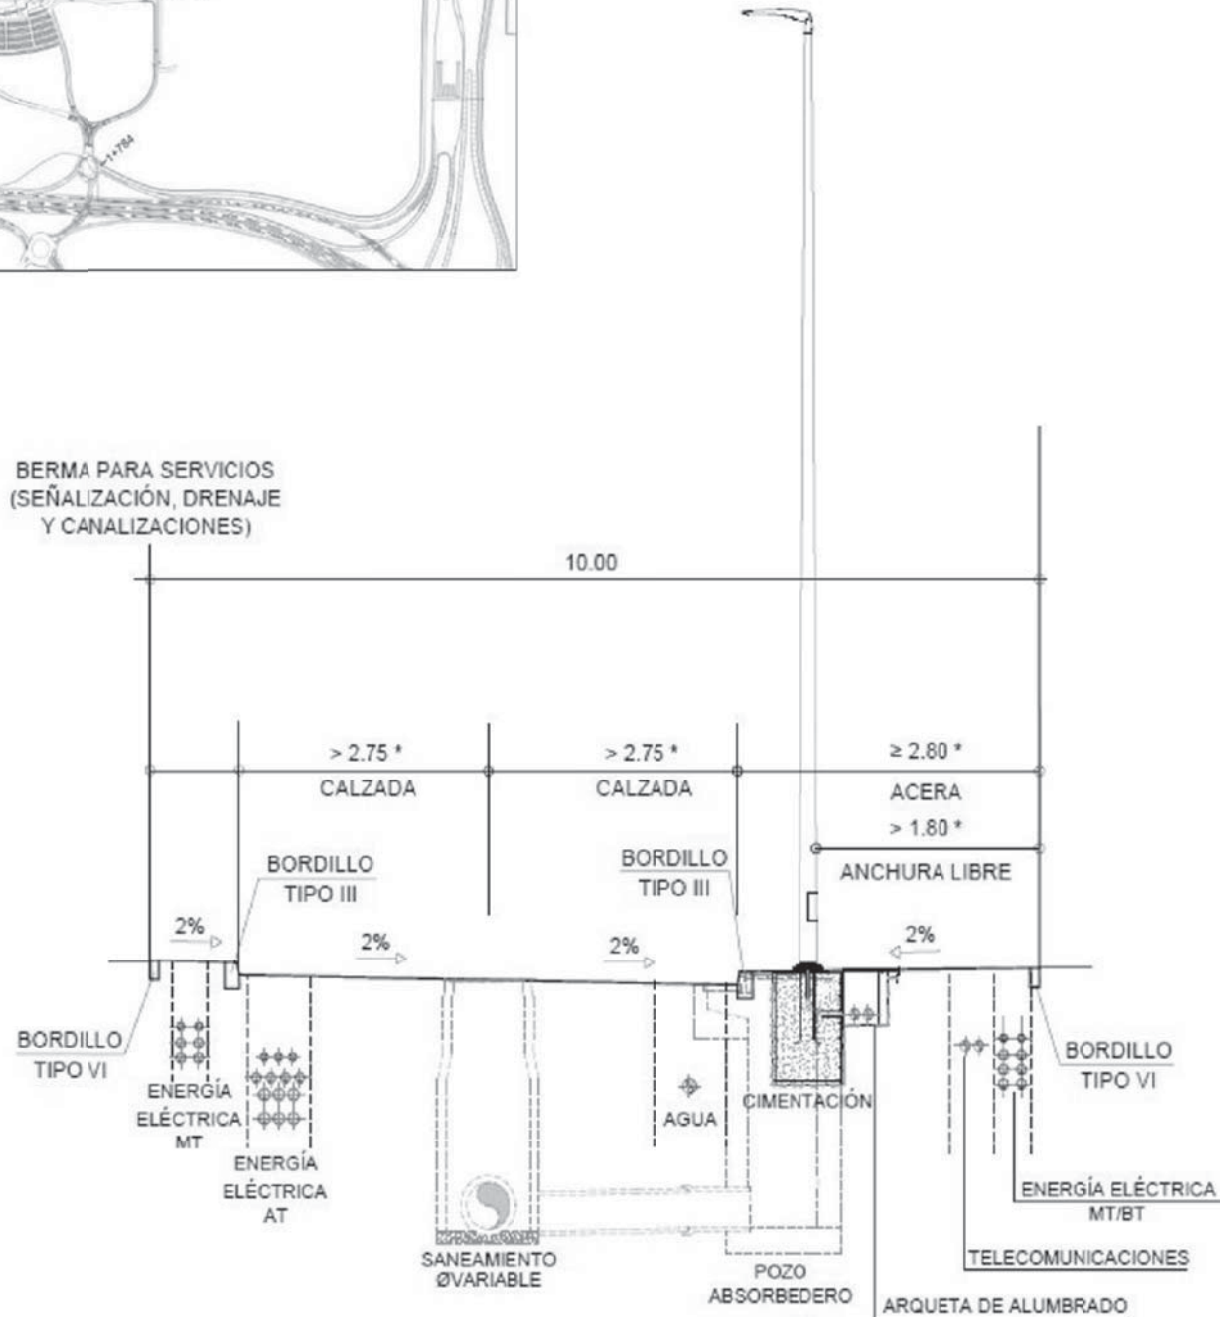 1+784
BERMA PARA SERVICIOS
(SEÑALIZACIÓN, DRENAJE
Y CANALIZACIONES)
10.00
> 2.75 *
CALZADA
> 2.75 *
CALZADA
≥ 2.80 *
ACERA
> 1.80 *
ANCHURA LIBRE
BORDILLO
TIPO III
BORDILLO
TIPO III
2%
2%
2%
2%
BORDILLO
TIPO VI
ENERGÍA
ELÉCTRICA
MT
ENERGÍA
ELÉCTRICA
AT
AGUA
CIMENTACIÓN
BORDILLO
TIPO VI
SANEAMIENTO
ØVARIABLE
POZO
ABSORBEDERO
ENERGÍA ELÉCTRICA
MT/BT
TELECOMUNICACIONES
ARQUETA DE ALUMBRADO